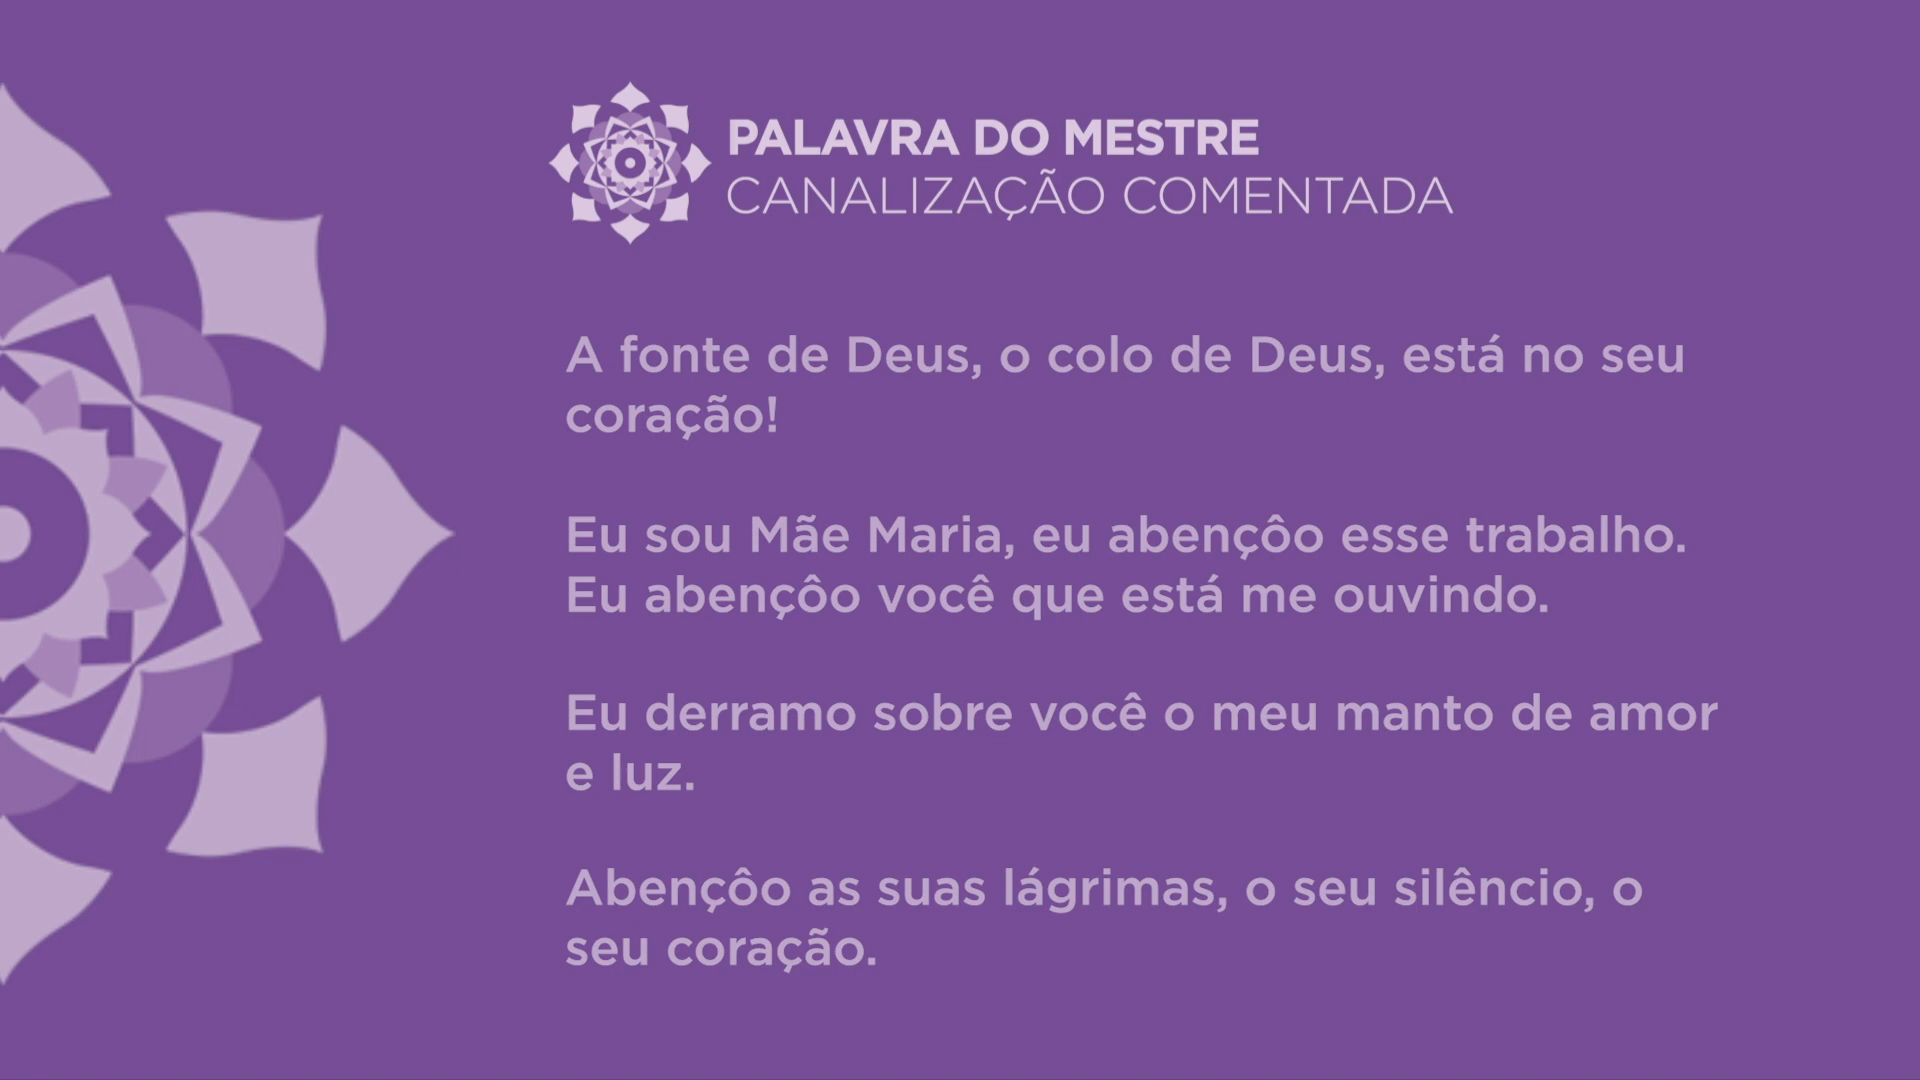 PALAVRA DO MESTRE
CANALIZAÇÃO COMENTADA
A fonte de Deus, o colo de Deus, está no seu
coração!
Eu sou Mãe Maria, eu abençôo esse trabalho.
Eu abençôo você que está me ouvindo.
Eu derramo sobre você o meu manto de amor
e luz.
Abençôo as suas lágrimas, o seu silêncio, o
seu coração.